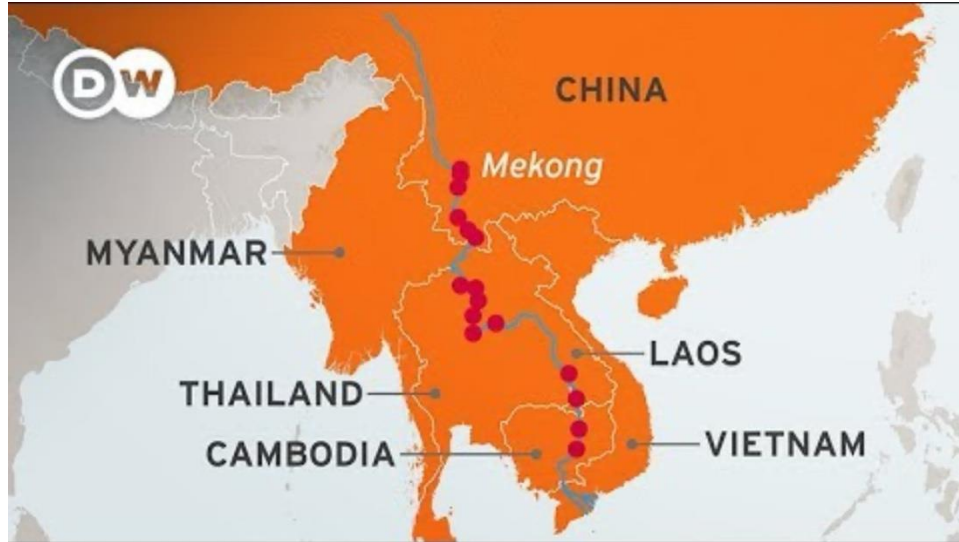 DW
CHINA
Mekong
MYANMAR
LAOS
THAILAND
CAMBODIA
VIETNAM